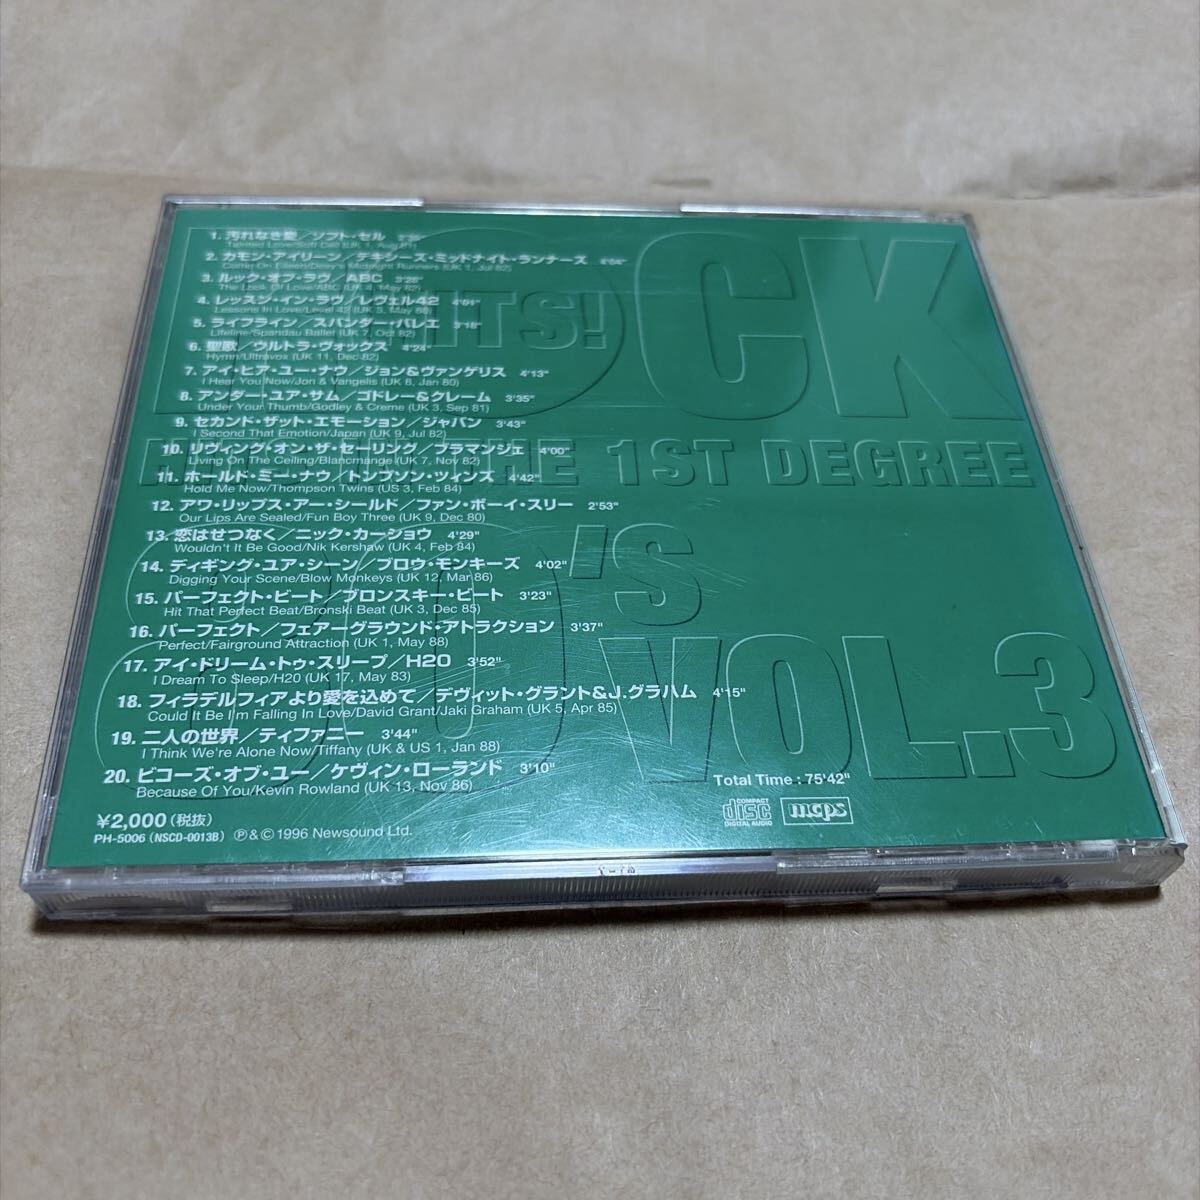 1. 汚れなき愛／ソフト・セル
Tainted Love/Soft Cell (UK 1, Aug 81)
2. カモン・アイリーン／デキシーズ・ミッドナイト・ランナーズ 4'04"
Come On Eileen/Dexy's Midnight Runners (UK 1, Jul 82)
3. ルック・オブ・ラヴ／ABC 3'28"
The Look Of Love/ABC (UK 4, May 82)
4. レッスン・イン・ラヴ／レヴェル42 4'01"
Lessons In Love/Level 42 (UK 3, May 86)
5. ライフライン／スパンダー・バレエ 3'18"
Lifeline/Spandau Ballet (UK 7, Oct 82)
6. 聖歌／ウルトラ・ヴォックス 4'24"
Hymn/Ultravox (UK 11, Dec 82)
7. アイ・ヒア・ユー・ナウ／ジョン&ヴァンゲリス 4'13"
I Hear You Now/Jon & Vangelis (UK 8, Jan 80)
8. アンダー・ユア・サム／ゴドレー&クレーム 3'35"
Under Your Thumb/Godley & Creme (UK 3, Sep 81)
9. セカンド・ザット・エモーション／ジャパン 3'43"
I Second That Emotion/Japan (UK 9, Jul 82)
10. リヴィング・オン・ザ・セーリング／ブラマンジェ 4'00"
Living On The Ceiling/Blancmange (UK 7, Nov 82)
11. ホールド・ミー・ナウ／トンプソン・ツィンズ 4'42"
Hold Me Now/Thompson Twins (US 3, Feb 84)
12. アワ・リップス・アー・シールド／ファン・ボーイ・スリー 2'53"
Our Lips Are Sealed/Fun Boy Three (UK 9, Dec 80)
13. 恋はせつなく／ニック・カーショウ 4'29"
Wouldn't It Be Good/Nik Kershaw (UK 4, Feb 84)
14. ディギング・ユア・シーン／ブロウ・モンキーズ 4'02"
Digging Your Scene/Blow Monkeys (UK 12, Mar 86)
15. パーフェクト・ビート／ブロンスキー・ビート 3'23"
Hit That Perfect Beat/Bronski Beat (UK 3, Dec 85)
16. パーフェクト／フェアーグラウンド・アトラクション 3'37"
Perfect/Fairground Attraction (UK 1, May 88)
17. アイ・ドリーム・トゥ・スリープ／H2O 3'52"
I Dream To Sleep/H2O (UK 17, May 83)
18. フィラデルフィアより愛を込めて／デヴィット・グラント&J.グラハム 4'15"
Could It Be I'm Falling In Love/David Grant/Jaki Graham (UK 5, Apr 85)
19. 二人の世界／ティファニー 3'44"
I Think We're Alone Now/Tiffany (UK & US 1, Jan 88)
20. ビコーズ・オブ・ユー／ケヴィン・ローランド 3'10"
Because Of You/Kevin Rowland (UK 13, Nov 86)
Total Time : 75'42"
¥2,000(税抜)
PH-5006 (NSCD-0013B) ℗ & © 1996 Newsound Ltd.
COMPACT
disc
DIGITAL AUDIO
mcps
HITS!
CK
THE 1ST DEGREE
80's
VOL.3